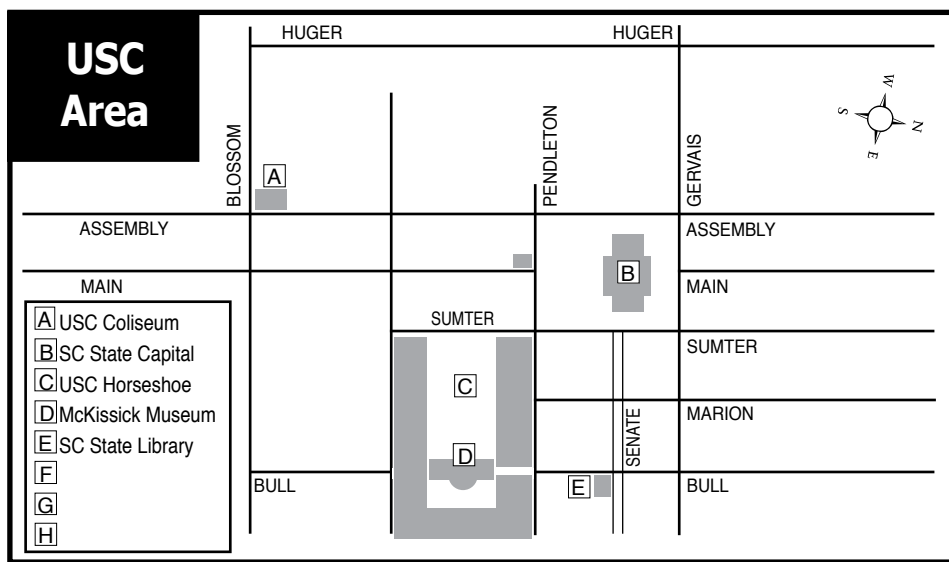 USC
Area
HUGER
HUGER
BLOSSOM
PENDLETON
GERVAIS
W
N
S
E
A
ASSEMBLY
ASSEMBLY
B
MAIN
MAIN
SUMTER
SUMTER
C
MARION
SENATE
D
BULL
E
BULL
A USC Coliseum
B SC State Capital
C USC Horseshoe
D McKissick Museum
E SC State Library
F
G
H